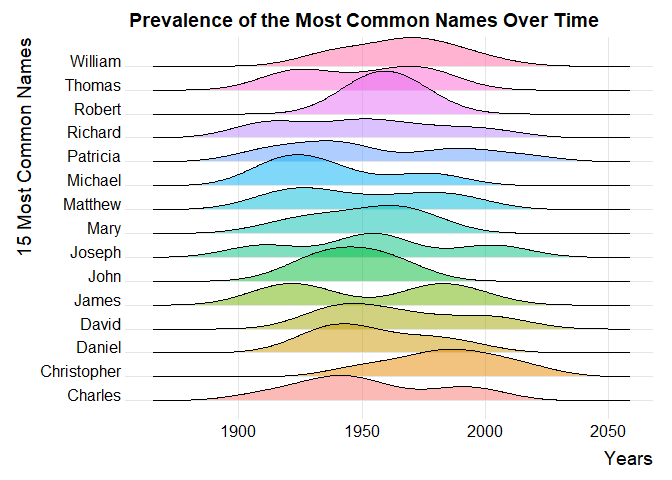 Prevalence of the Most Common Names Over Time
15 Most Common Names
William
Thomas
Robert
Richard
Patricia
Michael
Matthew
Mary
Joseph
John
James
David
Daniel
Christopher
Charles
1900 1950 2000 2050
Years